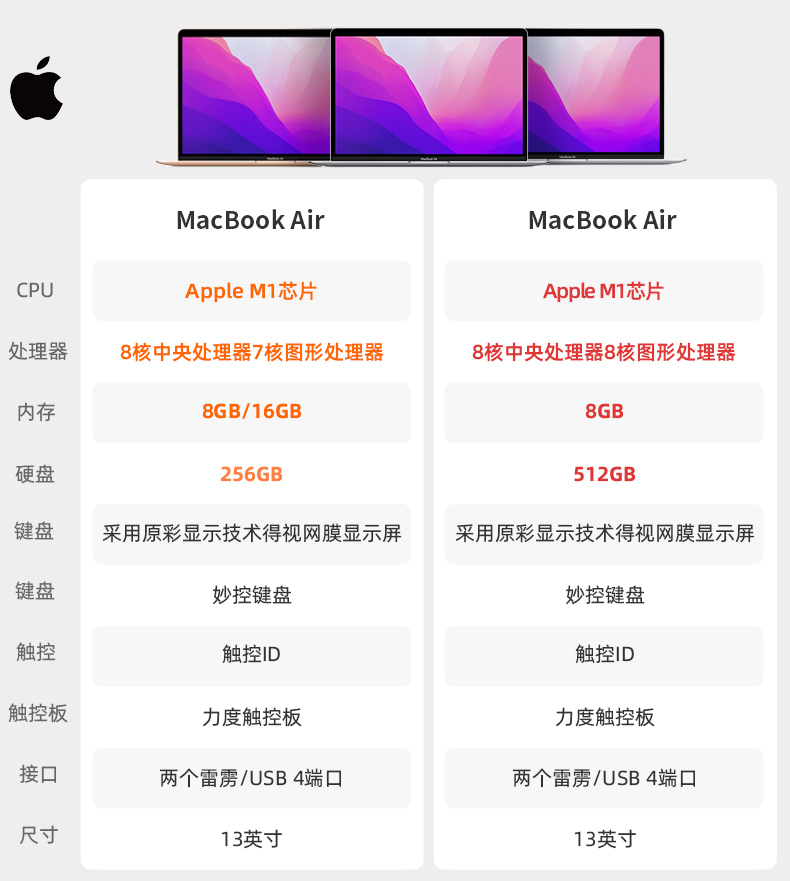 MacBook Air MacBook Air
CPU Apple M1芯片 Apple M1芯片
处理器 8核中央处理器7核图形处理器 8核中央处理器8核图形处理器
内存 8GB/16GB 8GB
硬盘 256GB 512GB
键盘 采用原彩显示技术得视网膜显示屏 采用原彩显示技术得视网膜显示屏
键盘 妙控键盘 妙控键盘
触控 触控ID 触控ID
触控板 力度触控板 力度触控板
接口 两个雷雳/USB 4端口 两个雷雳/USB 4端口
尺寸 13英寸 13英寸